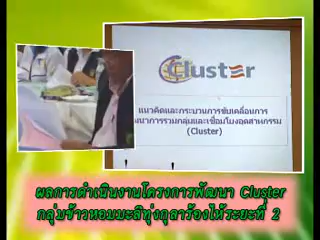 Cluster
แนวคิดและกระบวนการขับเคลื่อนการ
พัฒนาการรวมกลุ่มและเชื่อมโยงอุตสาหกรรม
(Cluster)
ผลการดำเนินงานโครงการพัฒนา Cluster
กลุ่มข้าวหอมมะลิทุ่งกุลาร้องไห้ระยะที่ 2